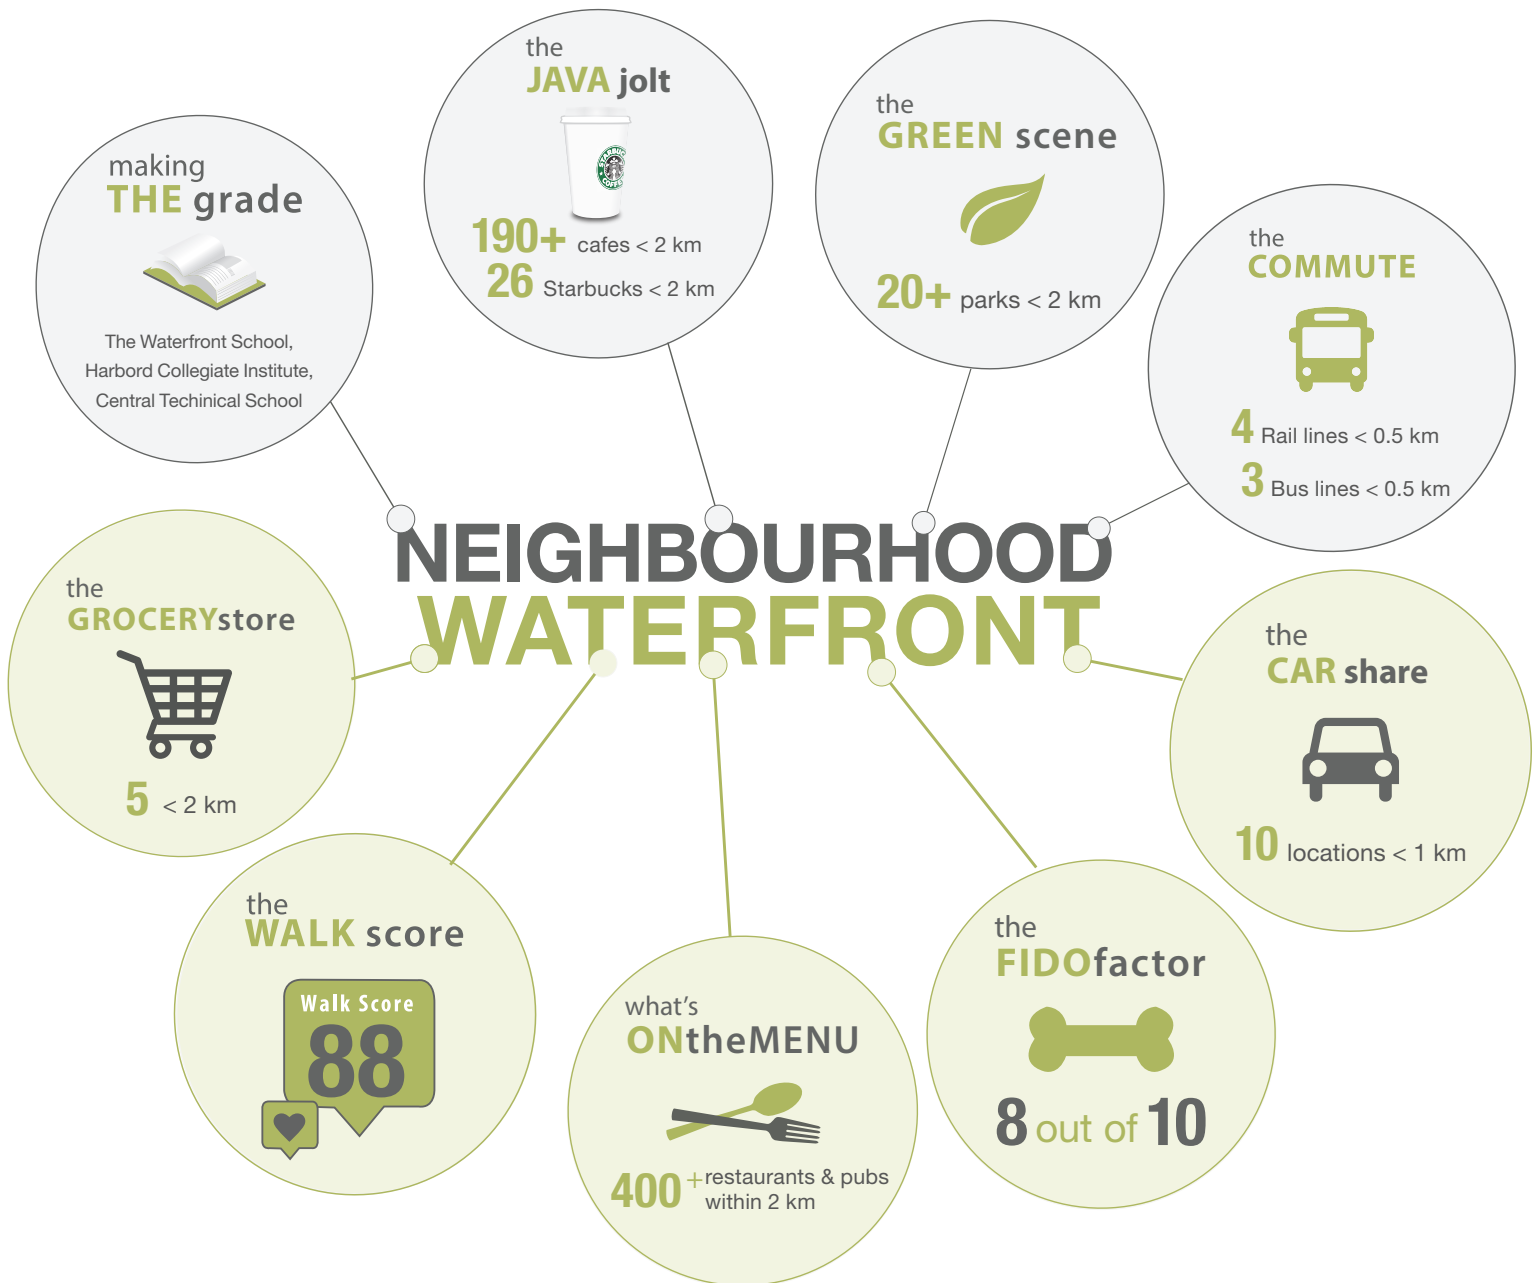 making
THE grade
The Waterfront School,
Harbord Collegiate Institute,
Central Techinical School
the
JAVA jolt
STARBUCKS
COFFEE
190+ cafes < 2 km
26 Starbucks < 2 km
the
GREEN scene
20+ parks < 2 km
the
COMMUTE
4 Rail lines < 0.5 km
3 Bus lines < 0.5 km
NEIGHBOURHOOD
WATERFRONT
the
GROCERYstore
5 < 2 km
the
WALK score
Walk Score
88
what's
ONtheMENU
400+ restaurants & pubs
within 2 km
the
FIDOfactor
8 out of 10
the
CAR share
10 locations < 1 km